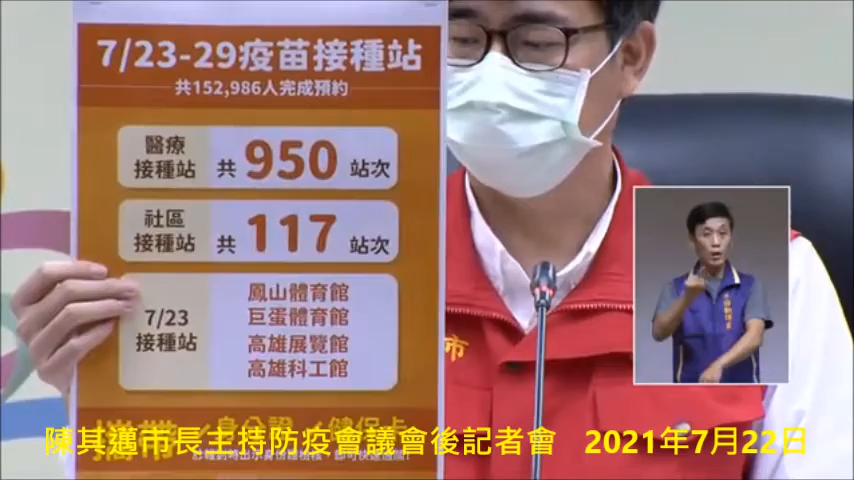 7/23-29疫苗接種站
共152,986人完成預約
醫療
接種站 共 950 站次
社區
接種站 共 117 站次
7/23
接種站
鳳山體育館
巨蛋體育館
高雄展覽館
高雄科工館
市
陳其邁市長主持防疫會議會後記者會 2021年7月22日